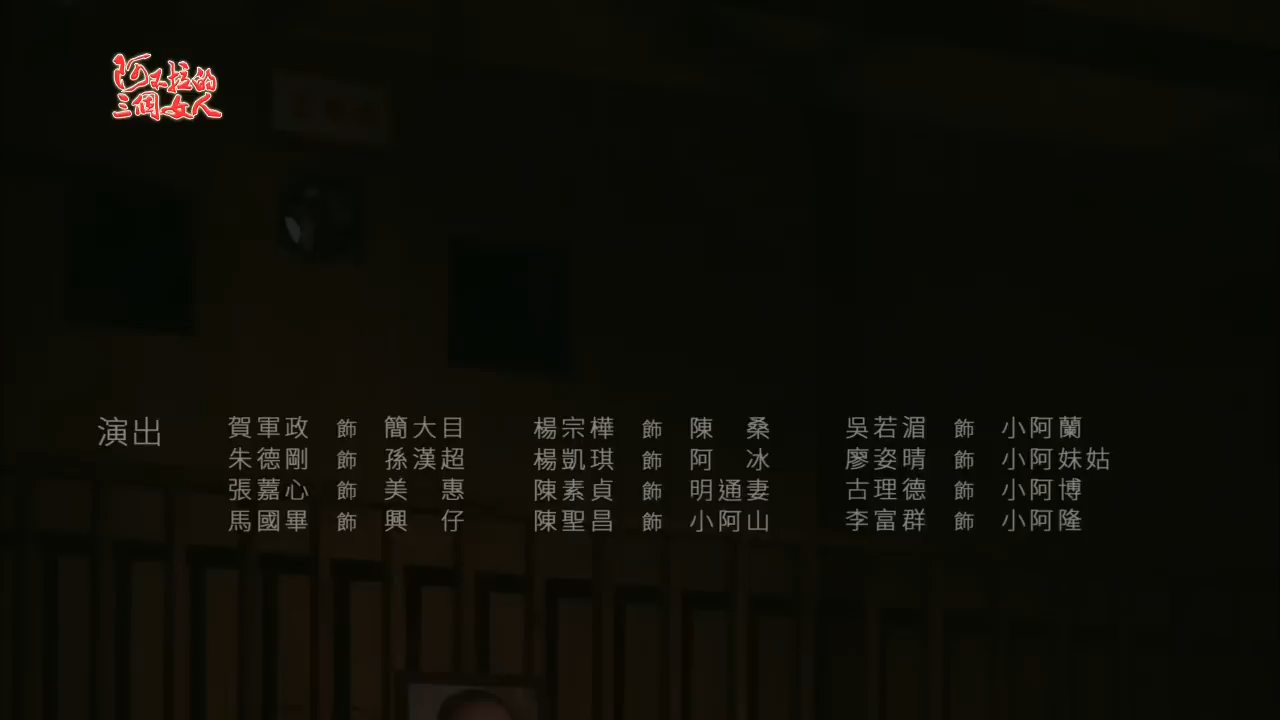 阿不拉的
三個女人
演出
賀軍政 飾 簡大目 楊宗樺 飾 陳 桑 吳若湄 飾 小阿蘭
朱德剛 飾 孫漢超 楊凱琪 飾 阿 冰 廖姿晴 飾 小阿妹姑
張蕮心 飾 美 惠 陳素貞 飾 明通妻 古理德 飾 小阿博
馬國畢 飾 興 仔 陳聖昌 飾 小阿山 李富群 飾 小阿隆